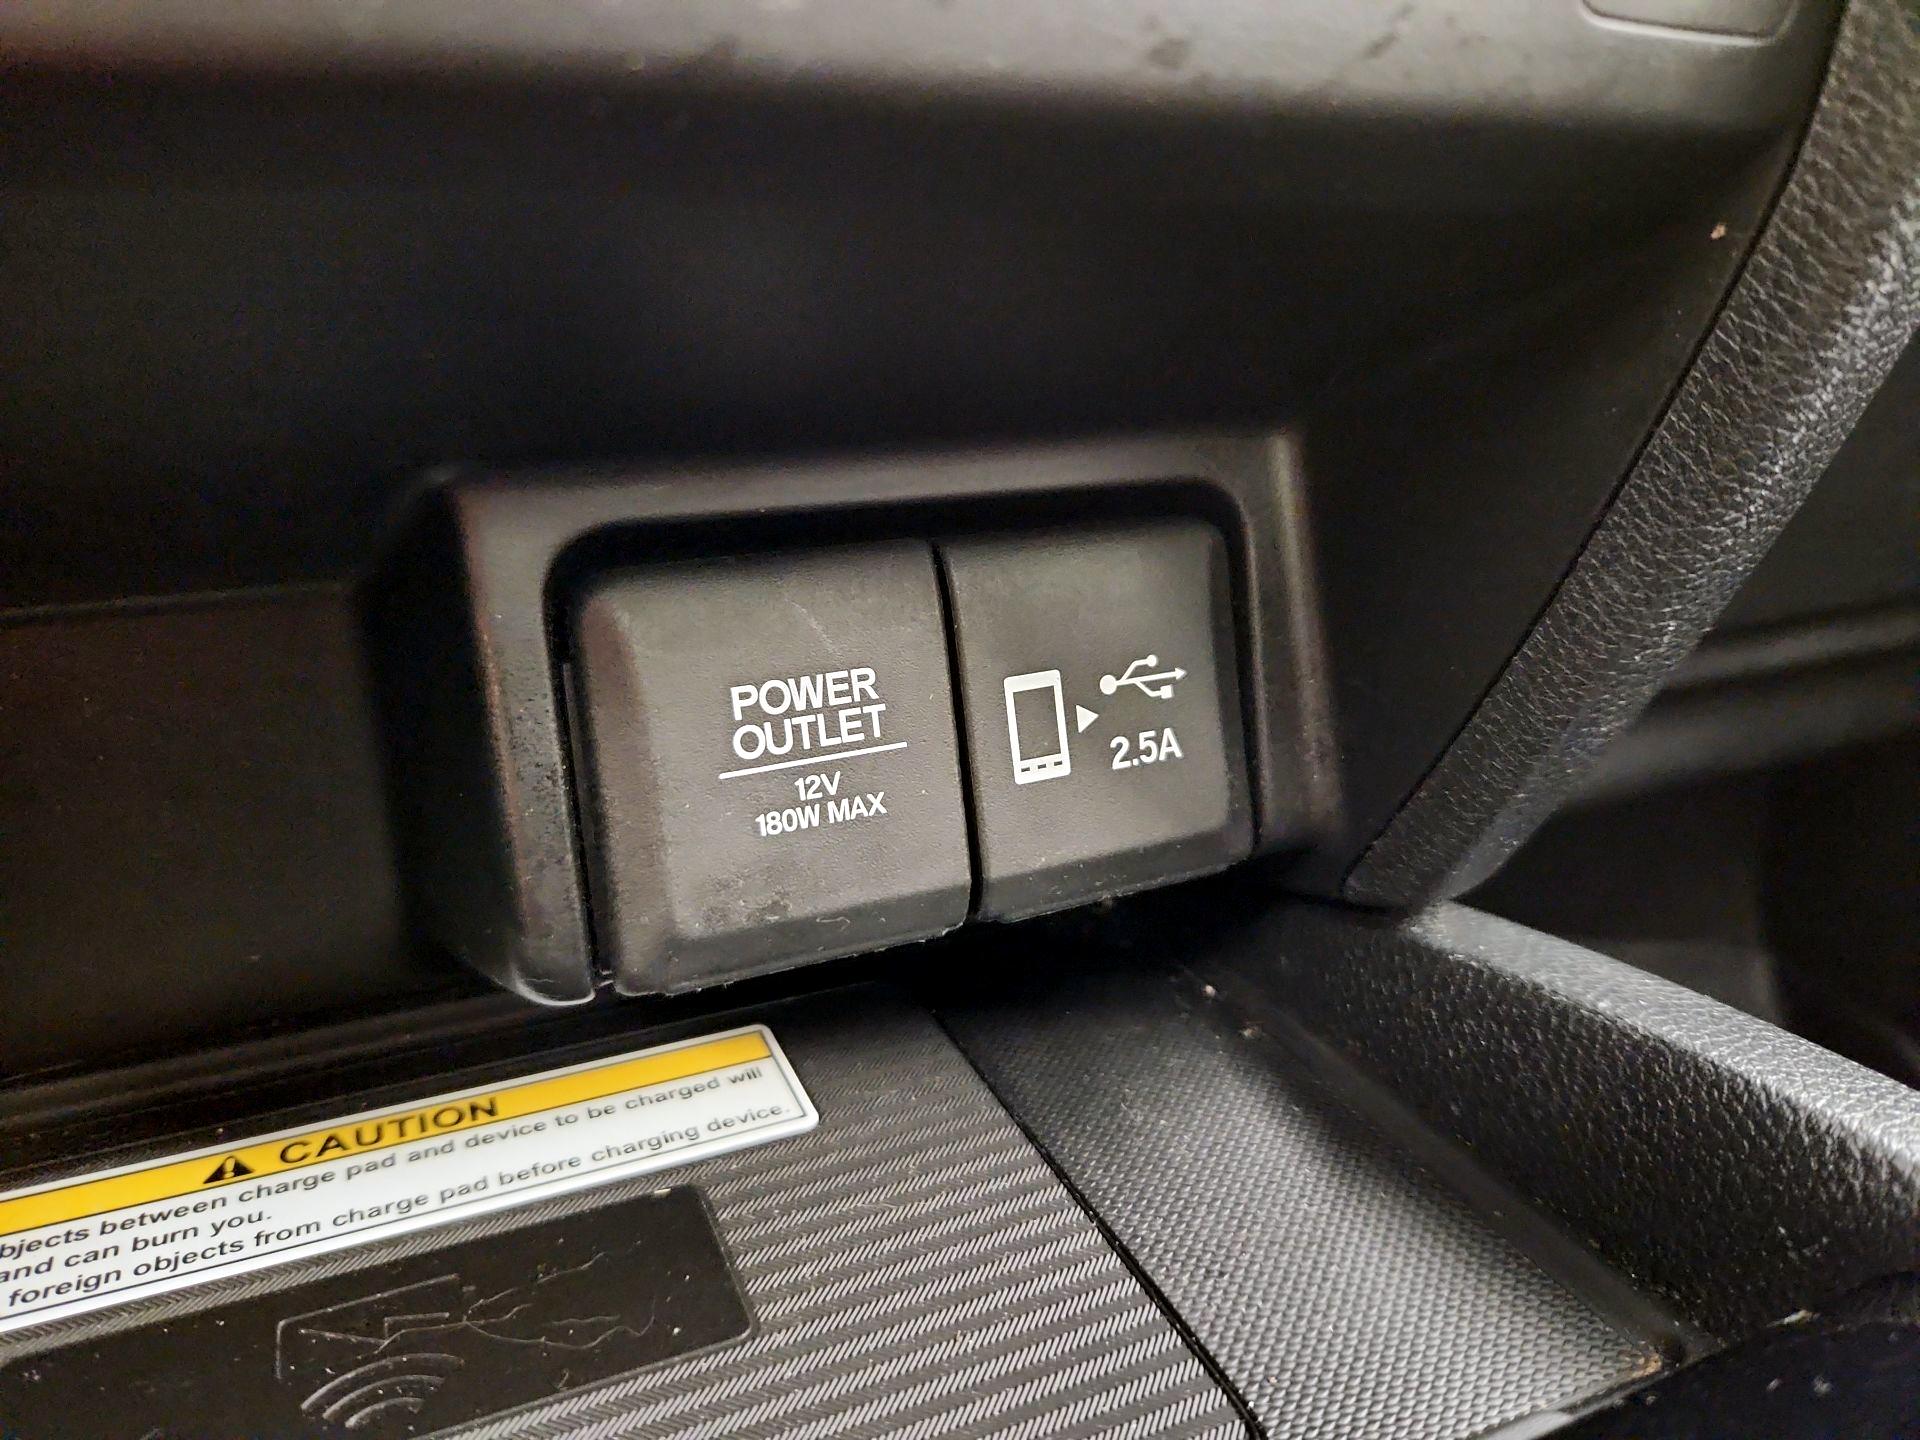 POWER
OUTLET
12V
180W MAX
2.5A
CAUTION
bjects between charge pad and device to be charged will
and can burn you.
foreign objects from charge pad before charging device.